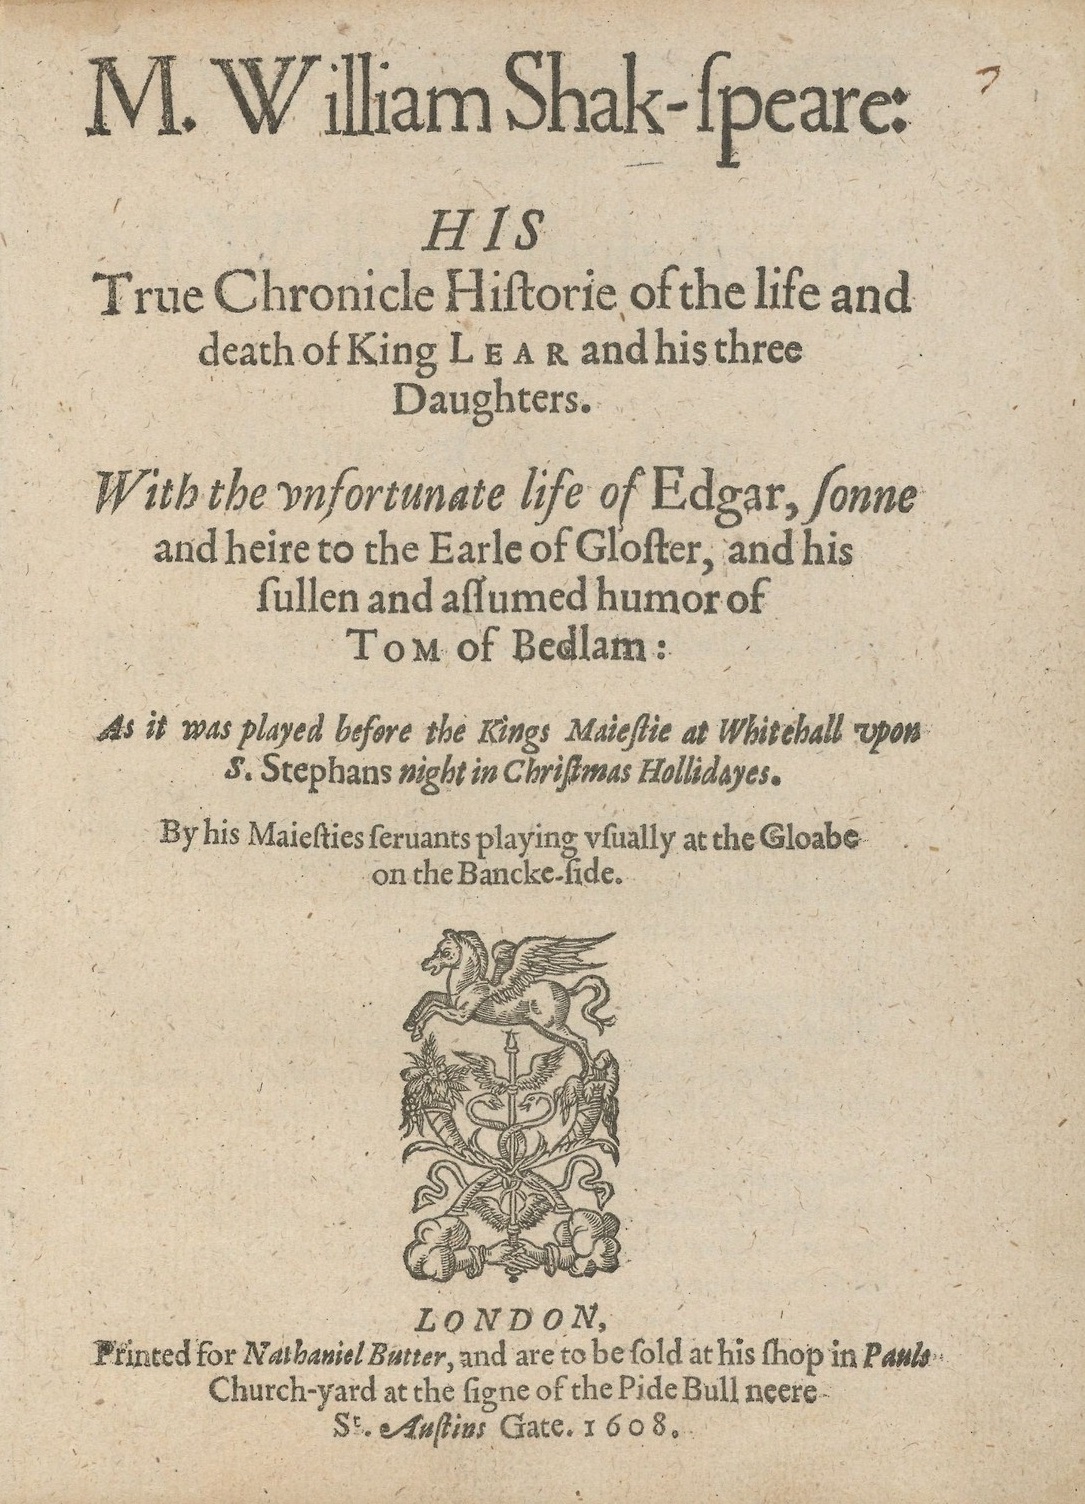 M. William Shak-ſpeare:
HIS
True Chronicle Hiſtorie of the life and
death of King LEAR and his three
Daughters.
With the vnfortunate life of Edgar, ſonne
and heire to the Earle of Gloſter, and his
ſullen and aſſumed humor of
TOM of Bedlam:
As it was played before the Kings Maieſtie at Whitehall vpon
S. Stephans night in Chriſtmas Hollidayes.
By his Maieſties ſeruants playing vſually at the Gloabe
on the Bancke-ſide.
LONDON,
Printed for Nathaniel Butter, and are to be ſold at his ſhop in Pauls
Church-yard at the ſigne of the Pide Bull neere
St. Auſtins Gate. 1608.